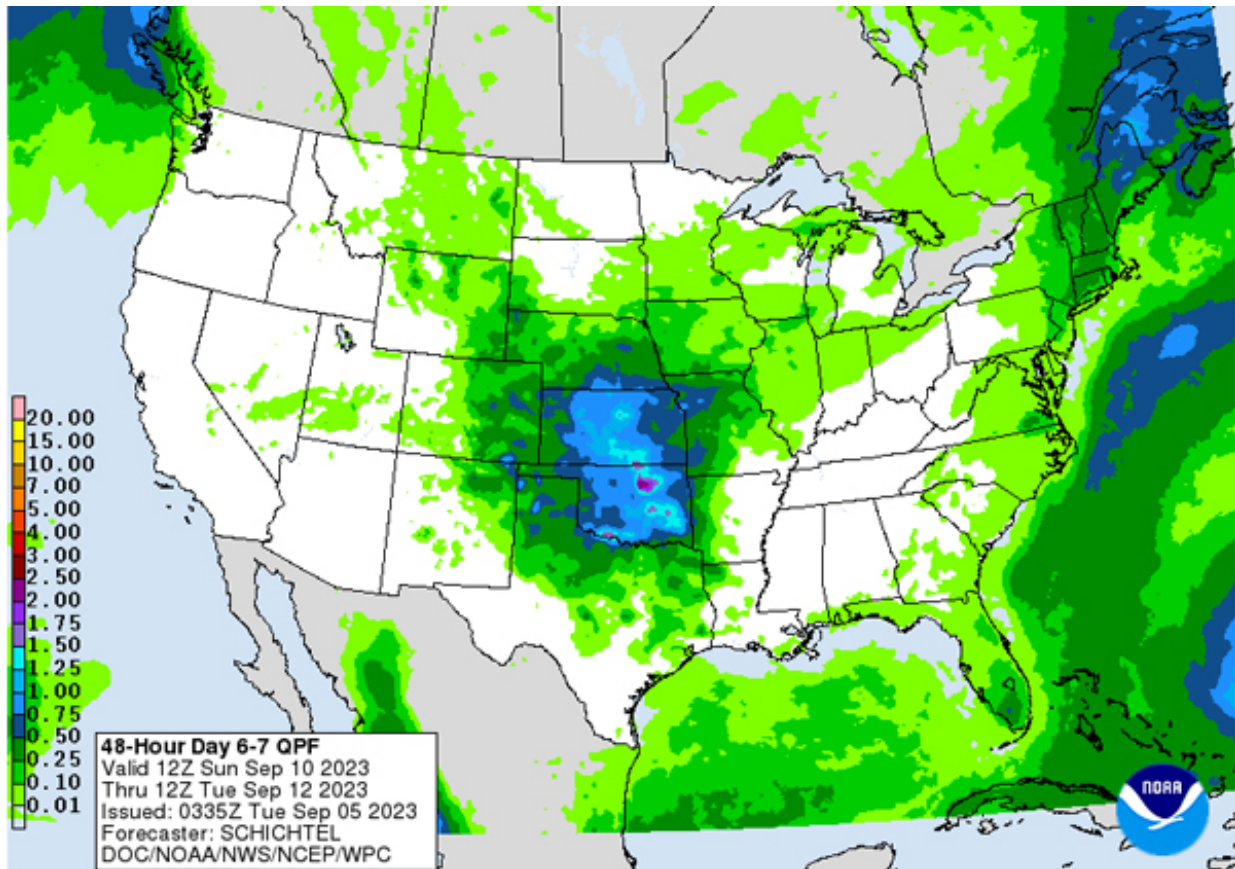 20.00
15.00
10.00
7.00
5.00
4.00
3.00
2.50
2.00
1.75
1.50
1.25
1.00
0.75
0.50
0.25
0.10
0.01
48-Hour Day 6-7 QPF
Valid 12Z Sun Sep 10 2023
Thru 12Z Tue Sep 12 2023
Issued: 0335Z Tue Sep 05 2023
Forecaster: SCHICHTEL
DOC/NOAA/NWS/NCEP/WPC
NOAA